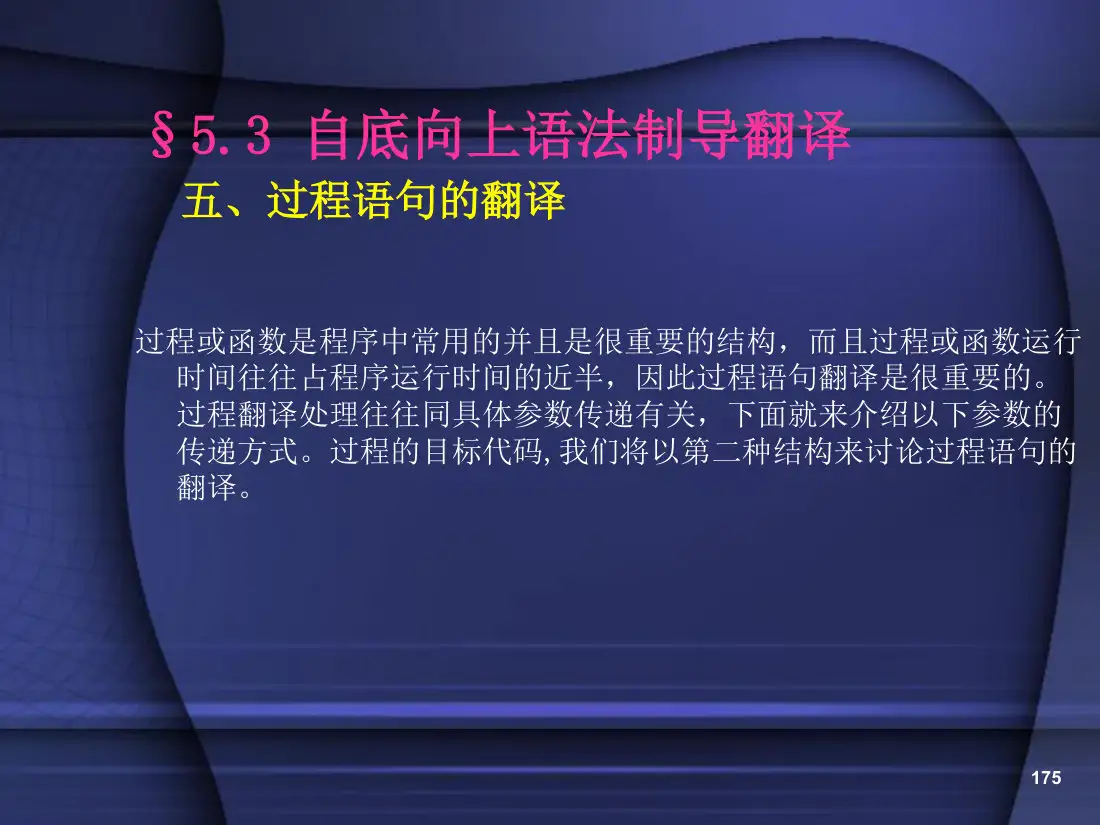 §5.3 自底向上语法制导翻译
五、过程语句的翻译
过程或函数是程序中常用的并且是很重要的结构，而且过程或函数运行
时间往往占程序运行时间的近半，因此过程语句翻译是很重要的。
过程翻译处理往往同具体参数传递有关，下面就来介绍以下参数的
传递方式。过程的目标代码,我们将以第二种结构来讨论过程语句的
翻译。
175